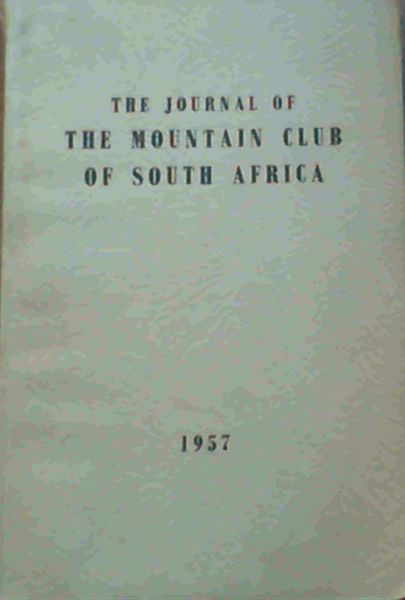 THE JOURNAL OF
THE MOUNTAIN CLUB
OF SOUTH AFRICA
1957